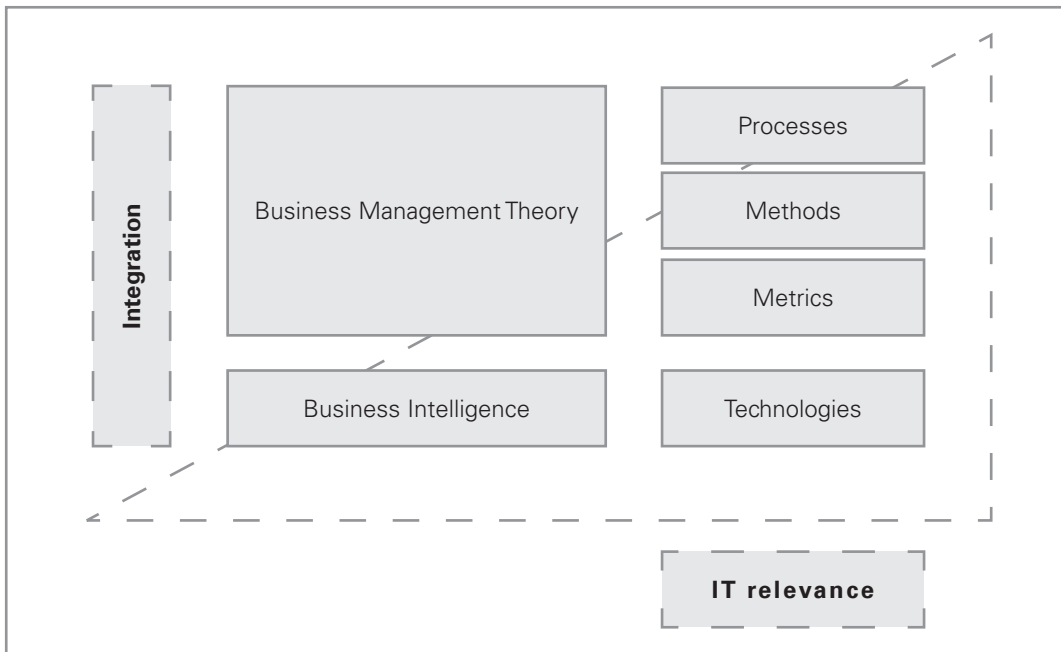 Integration
Business Management Theory
Business Intelligence
Processes
Methods
Metrics
Technologies
IT relevance